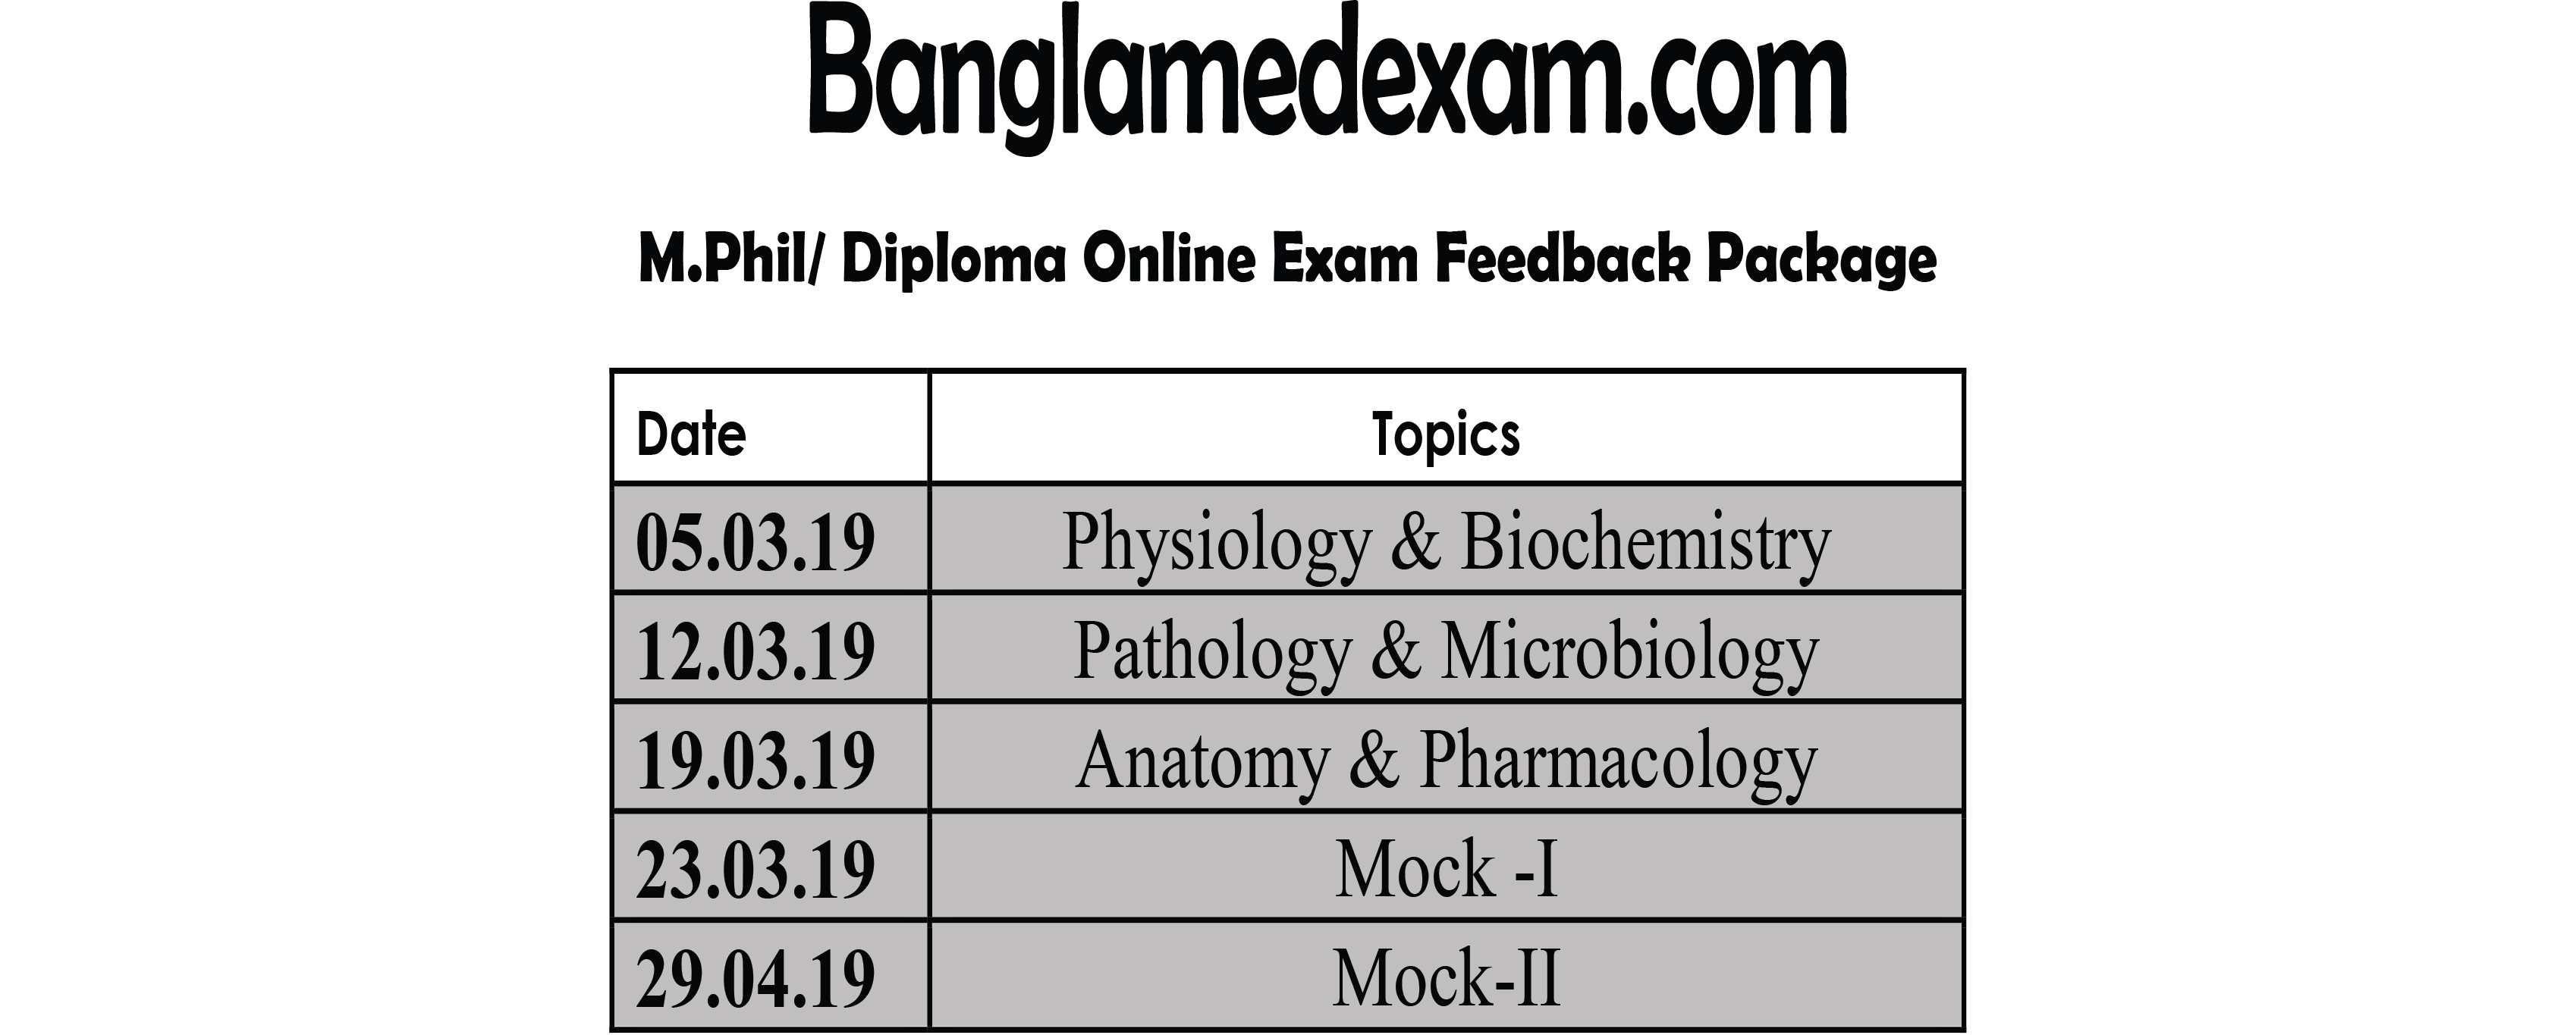 Banglamedexam.com
M.Phil/ Diploma Online Exam Feedback Package
Date Topics
05.03.19 Physiology & Biochemistry
12.03.19 Pathology & Microbiology
19.03.19 Anatomy & Pharmacology
23.03.19 Mock -I
29.04.19 Mock-II